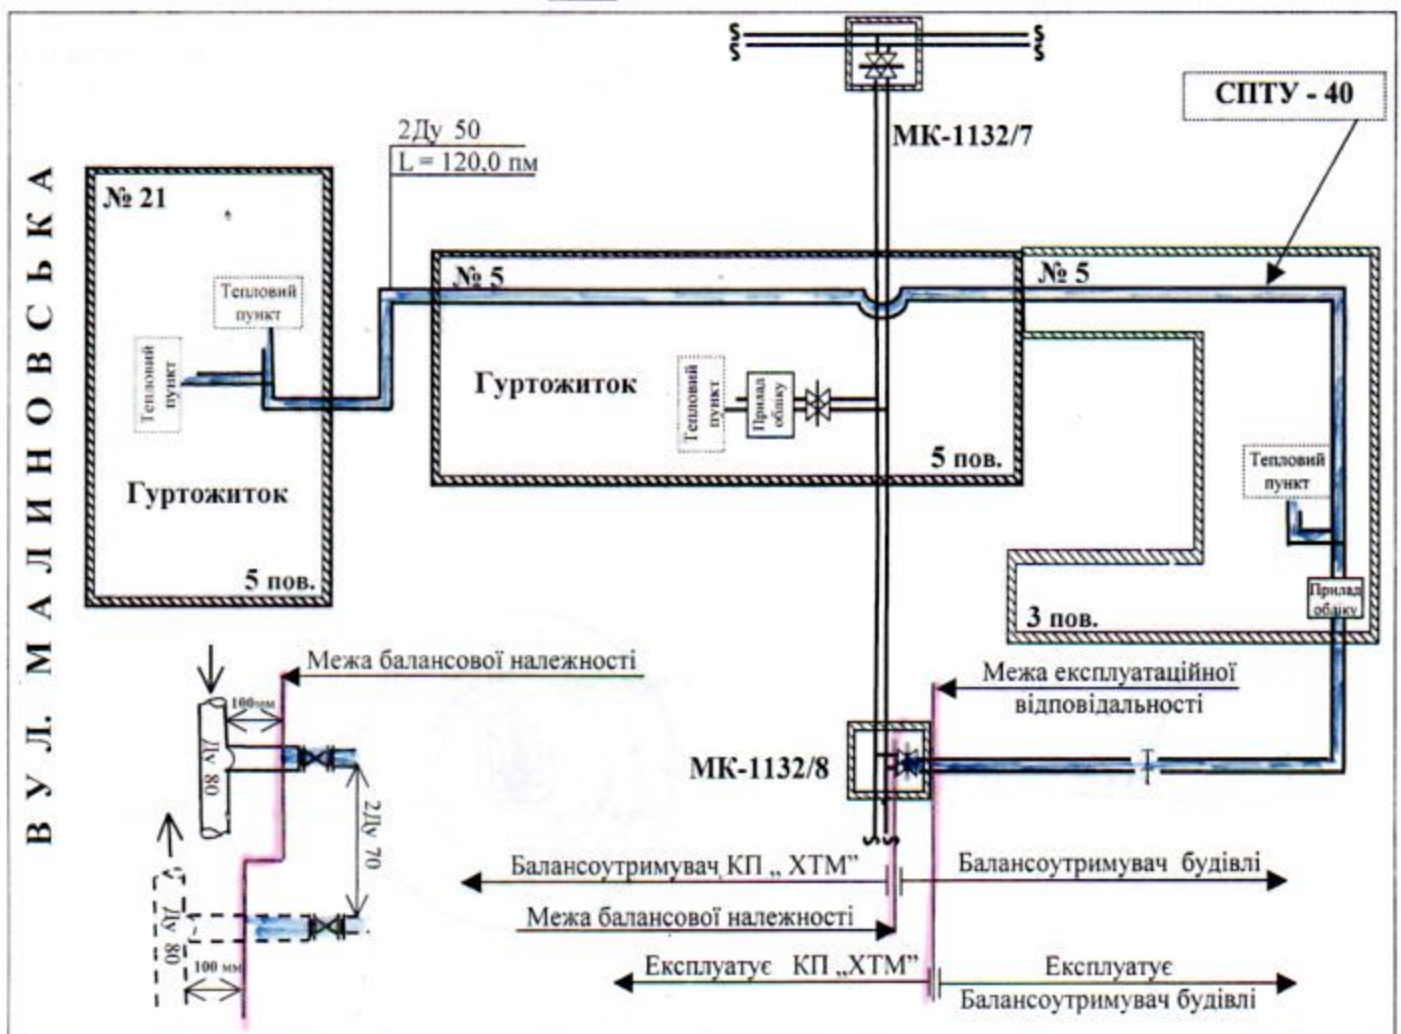 СПТУ - 40
МК-1132/7
2Ду 50
L = 120,0 пм
ВУЛ. МАЛИНОВСЬКА
№ 21
Тепловий
пункт
Тепловий
пункт
Гуртожиток
5 пов.
№ 5
Гуртожиток
Тепловий
пункт
Прилад
обліку
5 пов.
№ 5
Тепловий
пункт
Прилад
обліку
3 пов.
Межа балансової належності
100мм
Ду 80
2Ду 70
Ду 80
100 мм
Межа експлуатаційної
відповідальності
МК-1132/8
Балансоутримувач КП „ ХТМ”
Балансоутримувач будівлі
Межа балансової належності
Експлуатує КП „ХТМ”
Експлуатує
Балансоутримувач будівлі